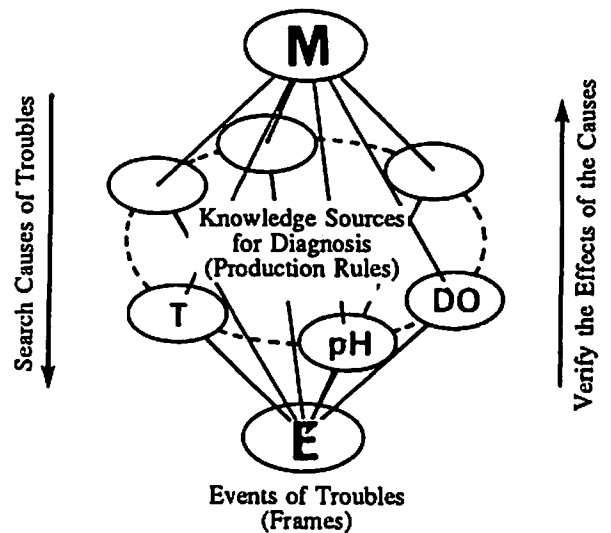 M
Search Causes of Troubles
Verify the Effects of the Causes
Knowledge Sources
for Diagnosis
(Production Rules)
T
pH
DO
E
Events of Troubles
(Frames)